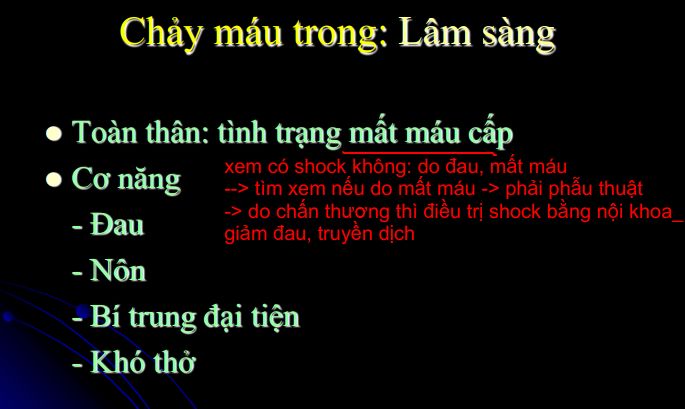 Chảy máu trong: Lâm sàng
● Toàn thân: tình trạng mất máu cấp
xem có shock không: do đau, mất máu
● Cơ năng
--> tìm xem nếu do mất máu -> phải phẫu thuật
-> do chấn thương thì điều trị shock bằng nội khoa_
- Đau
giảm đau, truyền dịch
- Nôn
- Bí trung đại tiện
- Khó thở